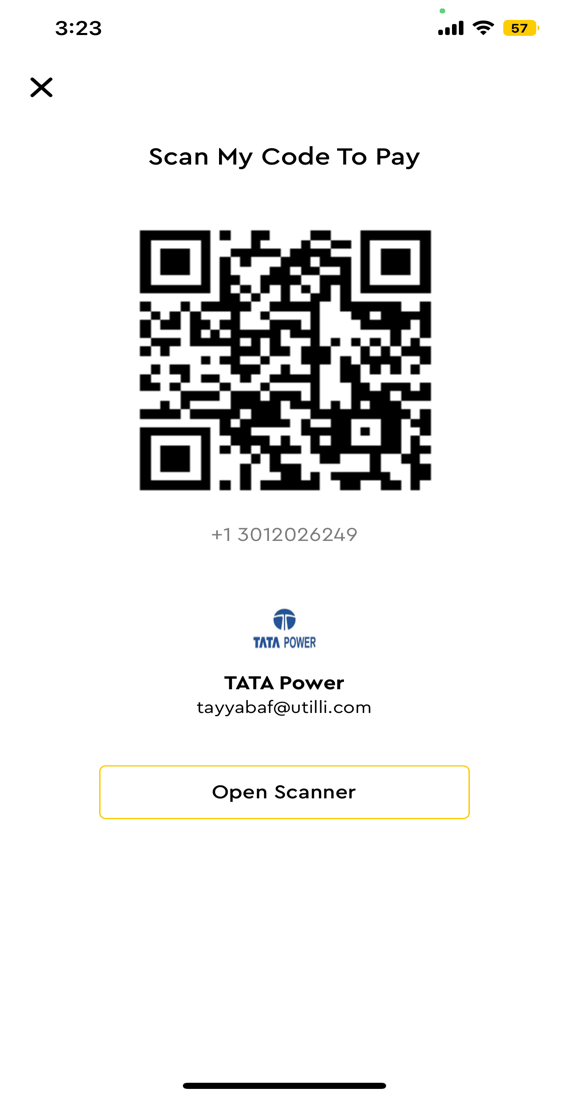 3:23
57
Scan My Code To Pay
+1 3012026249
TATA POWER
TATA Power
tayyabaf@utilli.com
Open Scanner